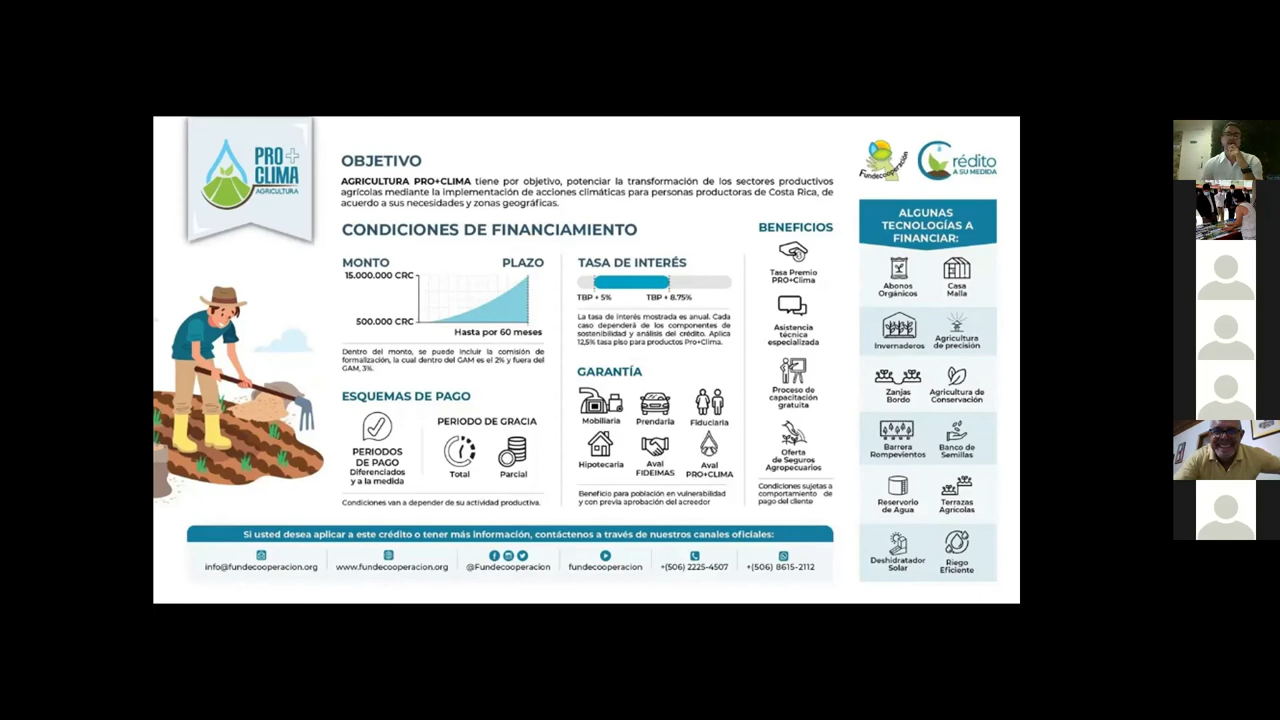 PRO+
CLIMA
AGRICULTURA
OBJETIVO
AGRICULTURA PRO+CLIMA tiene por objetivo, potenciar la transformación de los sectores productivos
agrícolas mediante la implementación de acciones climáticas para personas productoras de Costa Rica, de
acuerdo a sus necesidades y zonas geográficas.
CONDICIONES DE FINANCIAMIENTO
MONTO
PLAZO
15.000.000 CRC
500.000 CRC
Hasta por 60 meses
Dentro del monto, se puede incluir la comisión de
formalización, la cual dentro del GAM es el 2% y fuera del
GAM, 3%.
ESQUEMAS DE PAGO
PERIODOS
DE PAGO
Diferenciados
y a la medida
PERIODO DE GRACIA
Total
Parcial
Condiciones van a depender de su actividad productiva.
TASA DE INTERÉS
TBP + 5%
TBP + 8.75%
La tasa de interés mostrada es anual. Cada
caso dependerá de los componentes de
sostenibilidad y análisis del crédito. Aplica
12,5% tasa piso para productos Pro+Clima.
GARANTÍA
Mobiliaria
Prendaria
Fiduciaria
Hipotecaria
Aval
FIDEIMAS
Aval
PRO+CLIMA
Beneficio para población en vulnerabilidad
y con previa aprobación del acreedor
BENEFICIOS
Tasa Premio
PRO+Clima
Asistencia
técnica
especializada
Proceso de
capacitación
gratuita
Oferta
de Seguros
Agropecuarios
Condiciones sujetas a
comportamiento de
pago del cliente
Fundecooperación
Crédito
A SU MEDIDA
ALGUNAS
TECNOLOGÍAS A
FINANCIAR:
Abonos
Orgánicos
Casa
Malla
Invernaderos
Agricultura
de precisión
Zanjas
Bordo
Agricultura de
Conservación
Barrera
Rompevientos
Banco de
Semillas
Reservorio
de Agua
Terrazas
Agrícolas
Deshidratador
Solar
Riego
Eficiente
Si usted desea aplicar a este crédito o tener más información, contáctenos a través de nuestros canales oficiales:
info@fundecooperacion.org
www.fundecooperacion.org
@Fundecooperacion
fundecooperacion
+(506) 2225-4507
+(506) 8615-2112